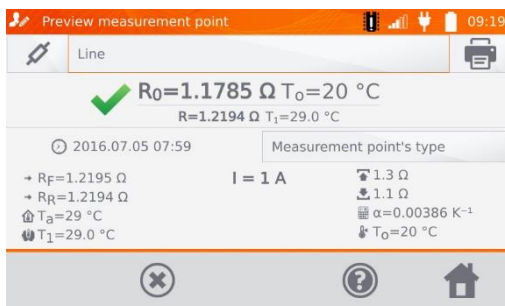 Preview measurement point 09:19
Line
R0=1.1785 Ω To=20 °C
R=1.2194 Ω T1=29.0 °C
2016.07.05 07:59
Measurement point's type
RF=1.2195 Ω
RR=1.2194 Ω
Ta=29 °C
T1=29.0 °C
I = 1 A
1.3 Ω
1.1 Ω
α=0.00386 K⁻¹
To=20 °C